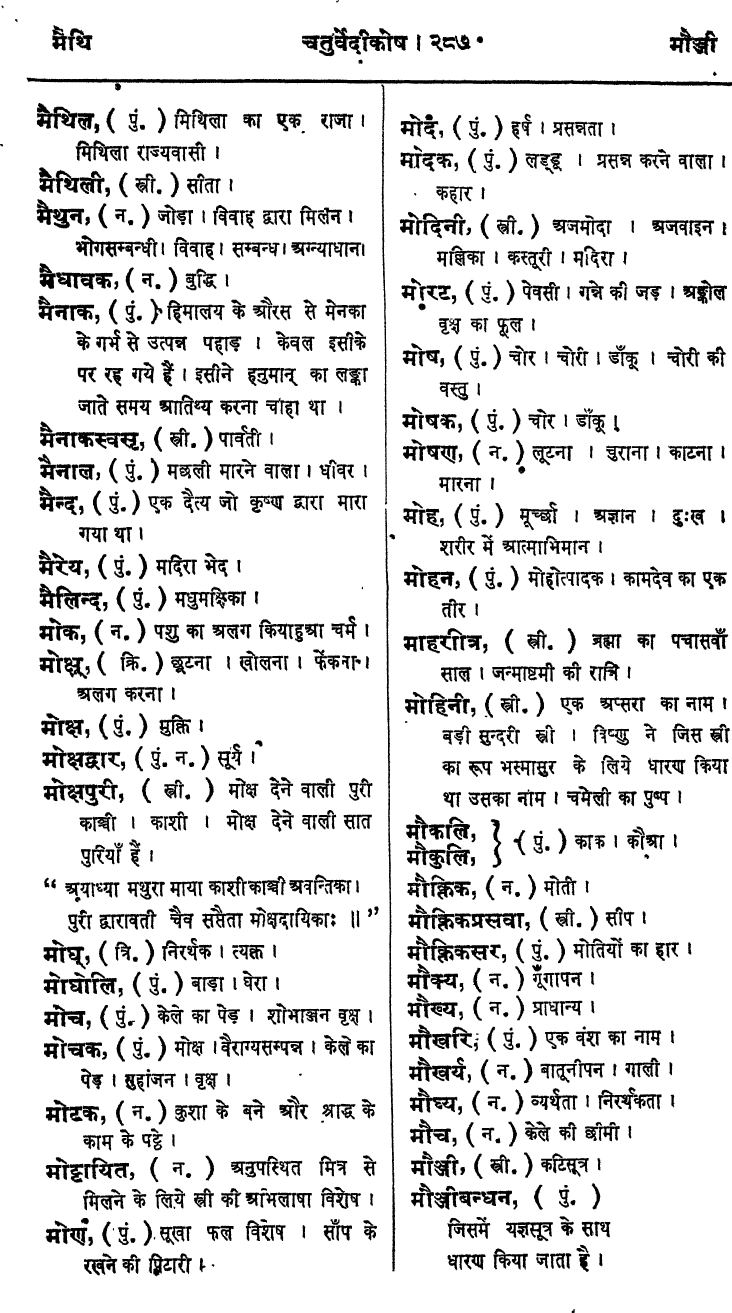 मैथि
चतुर्वेदीकोष । २८७
मौञ्जी
मैथिल, ( पुं. ) मिथिला का एक राजा ।
मिथिला राज्यवासी ।
मैथिली, ( स्त्री. ) सीता ।
मैथुन, ( न. ) जोड़ा । विवाह द्वारा मिलन ।
भोगसम्बन्धी । विवाह । सम्बन्ध । अग्न्याधान।
मैधावक, ( न. ) बुद्धि ।
मैनाक, ( पुं. ) हिमालय के औरस से मेनका
के गर्भ से उत्पन्न पहाड़ । केवल इसीके
पर रह गये हैं । इसीने हनुमान् का लङ्का
जाते समय आतिथ्य करना चाहा था ।
मैनाकस्वसृ, ( स्त्री. ) पार्वती ।
मैनाल, ( पुं. ) मछली मारने वाला । धीवर ।
मैन्द, ( पुं. ) एक दैत्य जो कृष्ण द्वारा मारा
गया था ।
मैरेय, ( पुं. ) मदिरा भेद ।
मैलिन्द, ( पुं. ) मधुमक्षिका ।
मोक, ( न. ) पशु का अलग कियाहुआ चर्म ।
मोक्ष्, ( क्रि. ) छूटना । खोलना । फेंकना ।
अलग करना ।
मोक्ष, ( पुं. ) मुक्ति ।
मोक्षद्वार, ( पुं. न. ) सूर्य ।
मोक्षपुरी, ( स्त्री. ) मोक्ष देने वाली पुरी
काञ्ची । काशी । मोक्ष देने वाली सात
पुरियाँ हैं ।
“ अयोध्या मथुरा माया काशी काञ्ची अवन्तिका।
पुरी द्वारावती चैव सप्तैता मोक्षदायिकाः ॥ ”
मोघ्, ( त्रि. ) निरर्थक । त्यक्त ।
मोघोलि, ( पुं. ) बाड़ा । घेरा ।
मोच, ( पुं. ) केले का पेड़ । शोभाञ्जन वृक्ष ।
मोचक, ( पुं. ) मोक्ष । वैराग्यसम्पन्न । केले का
पेड़ । सुहांजन । वृक्ष ।
मोटक, ( न. ) कुशा के बने और श्राद्ध के
काम के पट्टे ।
मोट्टायित, ( न. ) अनुपस्थित मित्र से
मिलने के लिये स्त्री की अभिलाषा विशेष ।
मोण, ( पुं. ) सूखा फल विशेष । साँप के
रखने की पिटारी ।
मोद, ( पुं. ) हर्ष । प्रसन्नता ।
मोदक, ( पुं. ) लड्डू । प्रसन्न करने वाला ।
कहार ।
मोदिनी, ( स्त्री. ) अजमोदा । अजवाइन ।
मल्लिका । कस्तूरी । मदिरा ।
मोरट, ( पुं. ) पेवसी । गन्ने की जड़ । अङ्कोल
वृक्ष का फूल ।
मोष, ( पुं. ) चोर । चोरी । डाँकू । चोरी की
वस्तु ।
मोषक, ( पुं. ) चोर । डाँकू ।
मोषण, ( न. ) लूटना । चुराना । काटना ।
मारना ।
मोह, ( पुं. ) मूर्च्छा । अज्ञान । दुःख ।
शरीर में आत्माभिमान ।
मोहन, ( पुं. ) मोहोत्पादक । कामदेव का एक
तीर ।
मोहरात्रि, ( स्त्री. ) ब्रह्मा का पचासवाँ
साल । जन्माष्टमी की रात्रि ।
मोहिनी, ( स्त्री. ) एक अप्सरा का नाम ।
बड़ी सुन्दरी स्त्री । विष्णु ने जिस स्त्री
का रूप भस्मासुर के लिये धारण किया
था उसका नाम । चमेली का पुष्प ।
मौकलि,
मौकुलि, } ( पुं. ) काक । कौआ ।
मौक्तिक, ( न. ) मोती ।
मौक्तिकप्रसवा, ( स्त्री. ) सीप ।
मौक्तिकसर, ( पुं. ) मोतियों का हार ।
मौक्य, ( न. ) गूँगापन ।
मौख्य, ( न. ) प्राधान्य ।
मौखरि, ( पुं. ) एक वंश का नाम ।
मौखर्य, ( न. ) बातूनीपन । गाली ।
मौघ्य, ( न. ) व्यर्थता । निरर्थकता ।
मौच, ( न. ) केले की छीमी ।
मौञ्जी, ( स्त्री. ) कटिसूत्र ।
मौञ्जीबन्धन, ( पुं. )
जिसमें यज्ञसूत्र के साथ
धारण किया जाता है ।